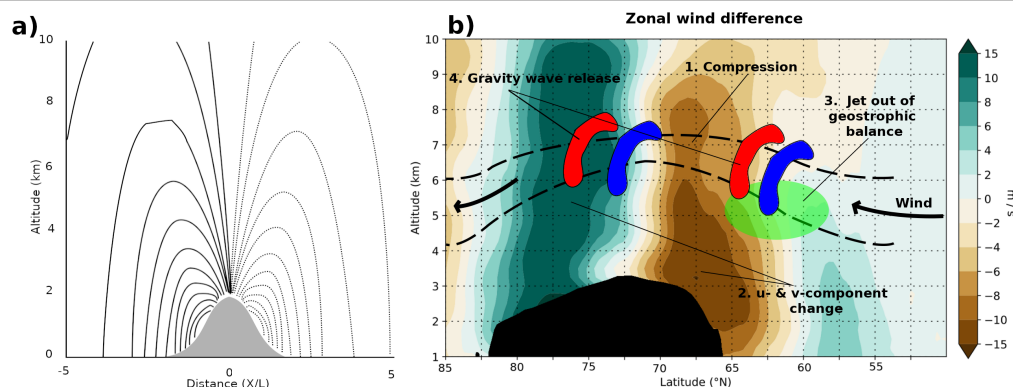 a)
10
8
6
4
2
0
Altitude (km)
-5
0
5
Distance (X/L)
b)
Zonal wind difference
10
9
8
7
6
5
4
3
2
1
Altitude (km)
4. Gravity wave release
1. Compression
3. Jet out of
geostrophic
balance
Wind
2. u- & v-component
change
85
80
75
70
65
60
55
Latitude (°N)
15
10
8
6
4
2
0
−2
−4
−6
−8
−10
−15
m / s